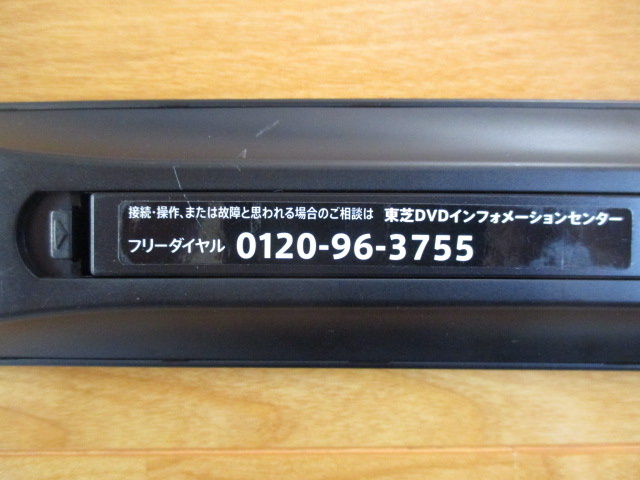 接続・操作、または故障と思われる場合のご相談は 東芝DVDインフォメーションセンター
フリーダイヤル 0120-96-3755